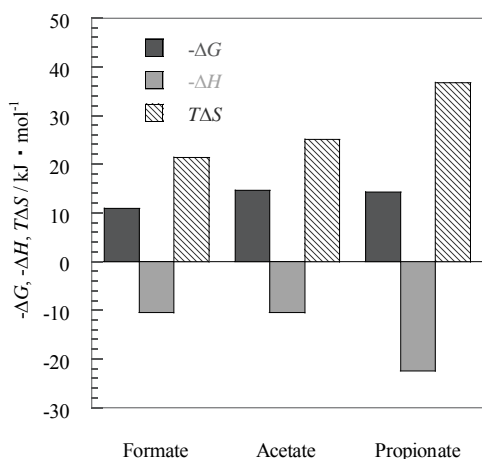 50
40
30
20
10
0
-10
-20
-30
-ΔG, -ΔH, TΔS / kJ・mol⁻¹
-ΔG
-ΔH
TΔS
Formate Acetate Propionate